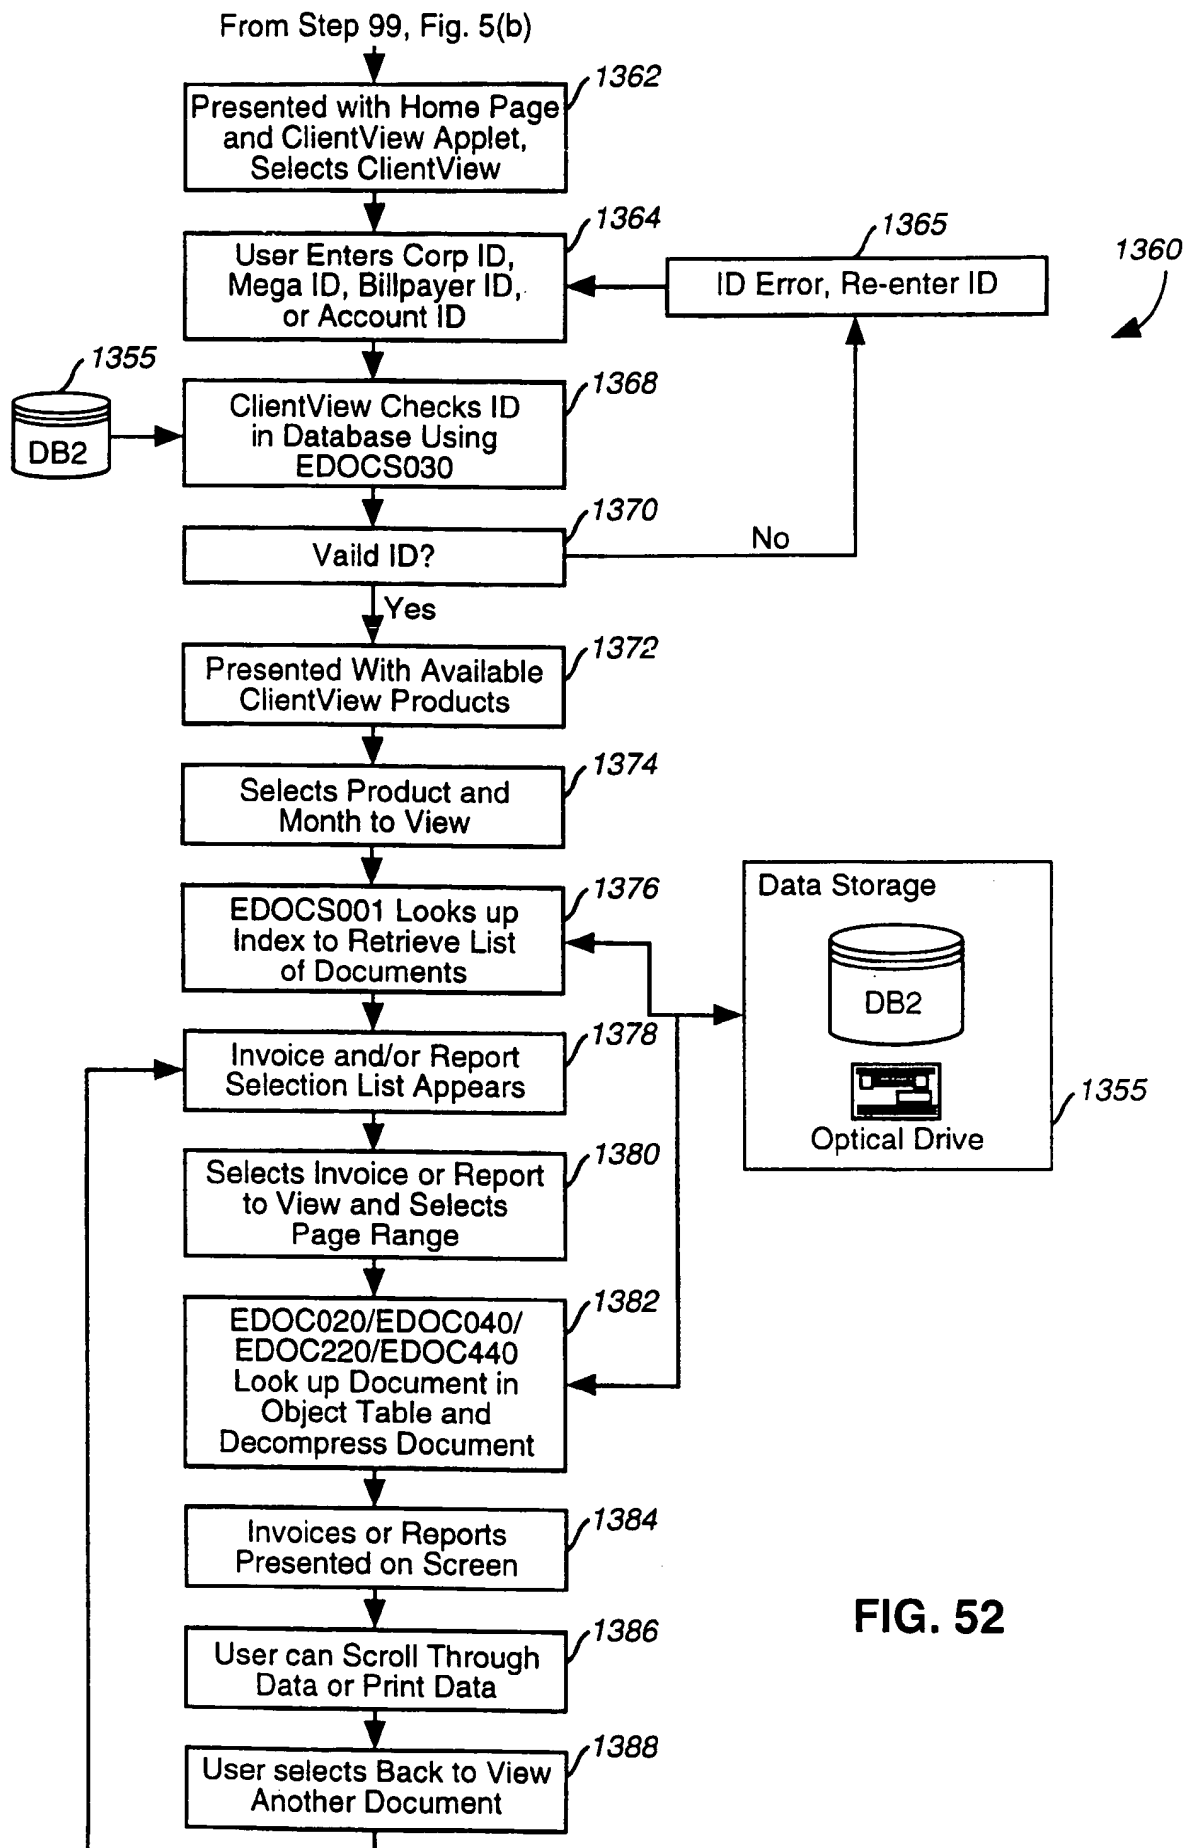 From Step 99, Fig. 5(b)
1362
Presented with Home Page
and ClientView Applet,
Selects ClientView
1364
User Enters Corp ID,
Mega ID, Billpayer ID,
or Account ID
1365
ID Error, Re-enter ID
1360
1355
DB2
1368
ClientView Checks ID
in Database Using
EDOCS030
1370
Vaild ID?
No
Yes
1372
Presented With Available
ClientView Products
1374
Selects Product and
Month to View
1376
EDOCS001 Looks up
Index to Retrieve List
of Documents
Data Storage
DB2
Optical Drive
1355
1378
Invoice and/or Report
Selection List Appears
1380
Selects Invoice or Report
to View and Selects
Page Range
1382
EDOC020/EDOC040/
EDOC220/EDOC440
Look up Document in
Object Table and
Decompress Document
1384
Invoices or Reports
Presented on Screen
1386
User can Scroll Through
Data or Print Data
1388
User selects Back to View
Another Document
FIG. 52